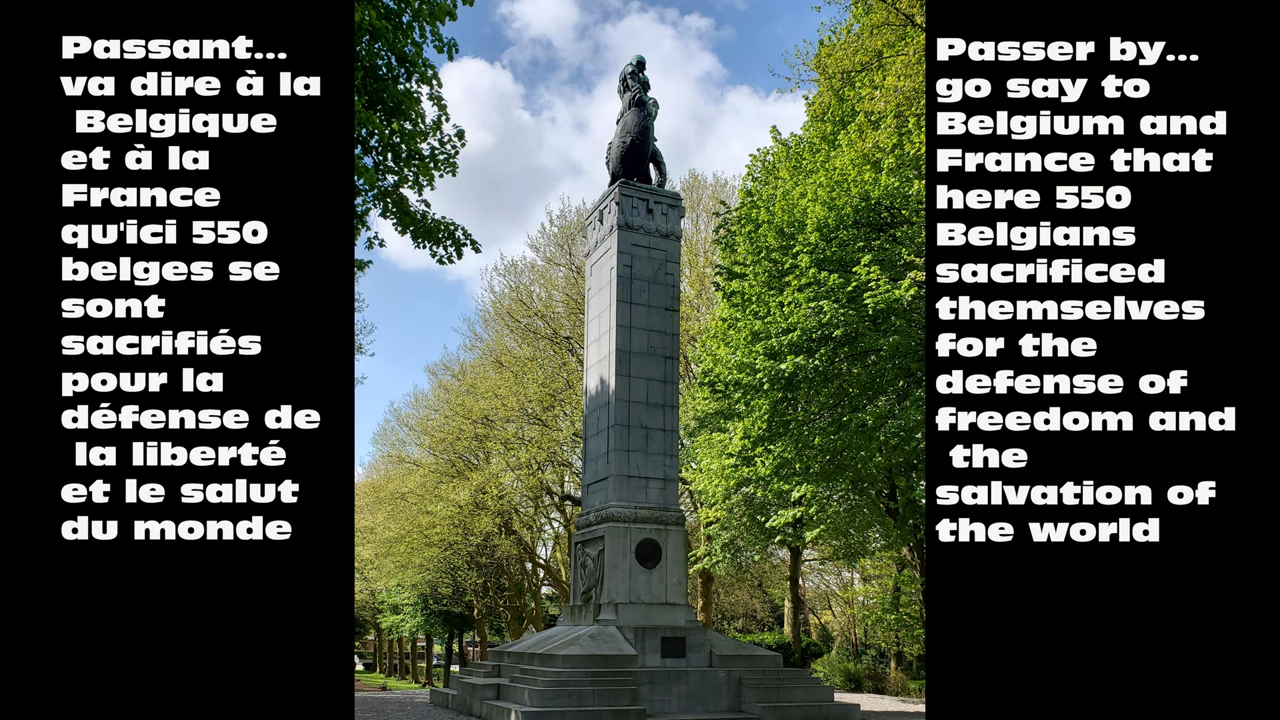 Passant...
va dire à la
Belgique
et à la
France
qu'ici 550
belges se
sont
sacrifiés
pour la
défense de
la liberté
et le salut
du monde
Passer by...
go say to
Belgium and
France that
here 550
Belgians
sacrificed
themselves
for the
defense of
freedom and
the
salvation of
the world